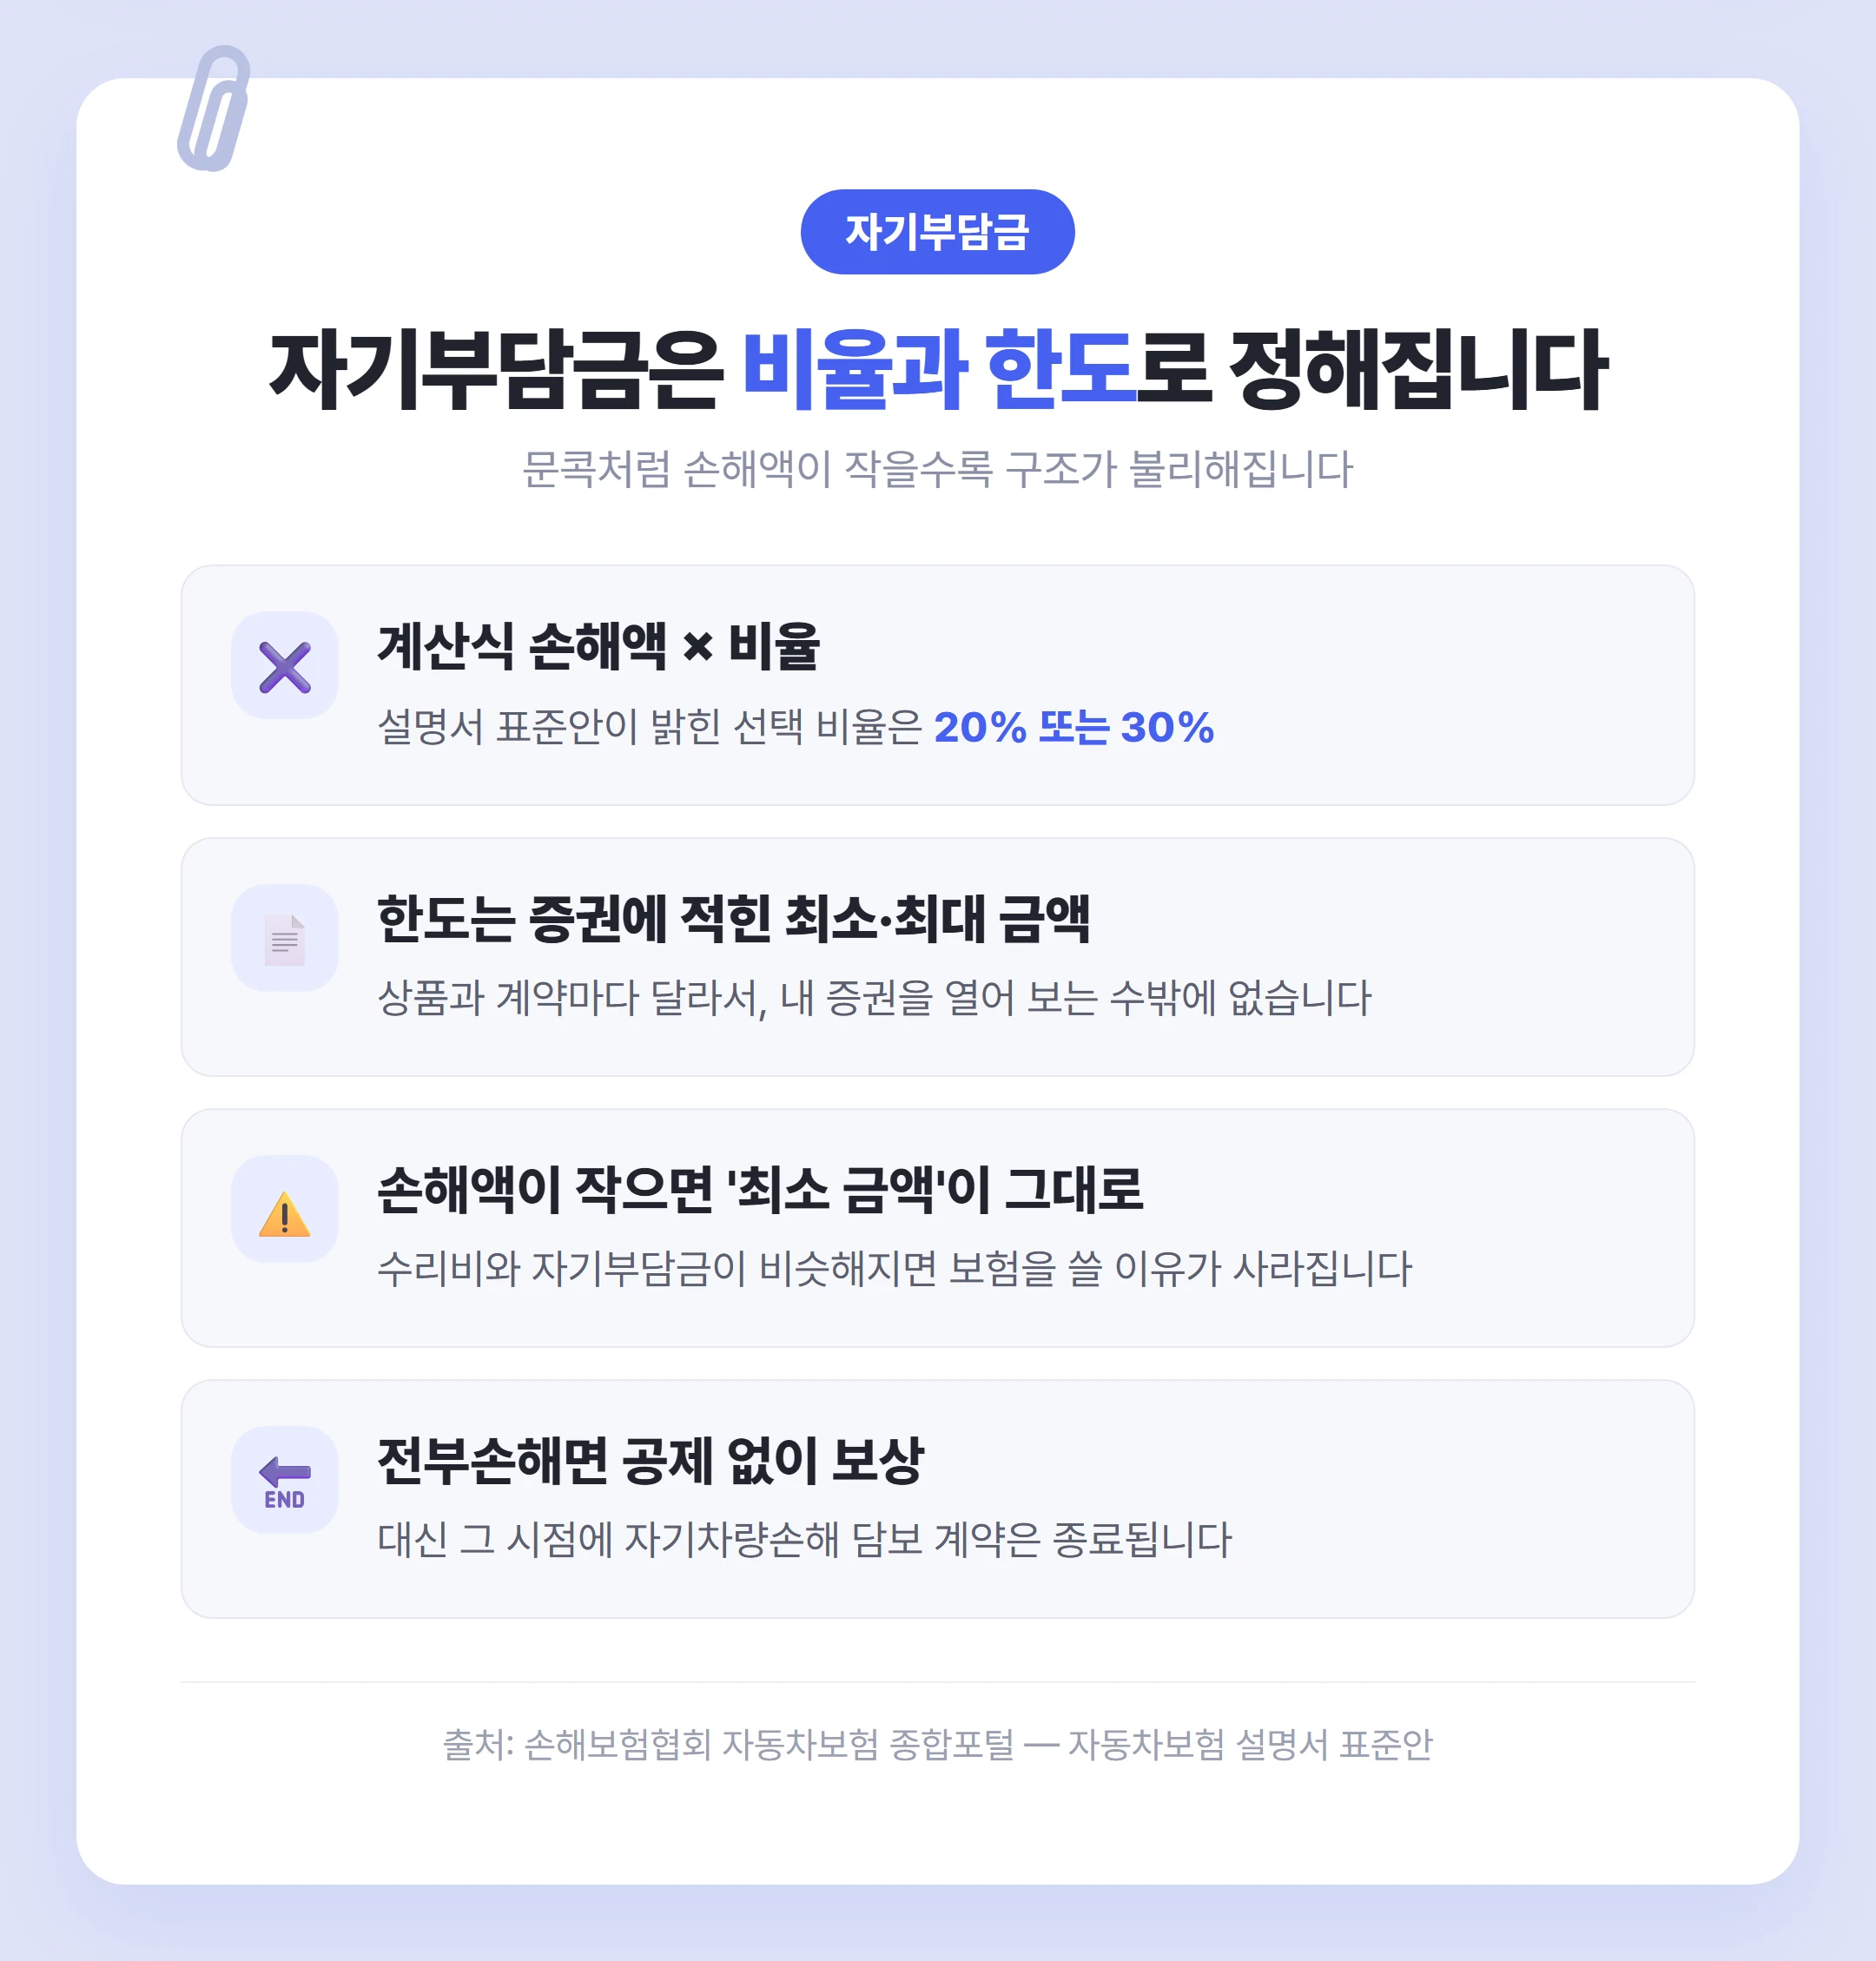 자기부담금
자기부담금은 비율과 한도로 정해집니다
문콕처럼 손해액이 작을수록 구조가 불리해집니다
계산식 손해액 × 비율
설명서 표준안이 밝힌 선택 비율은 20% 또는 30%
한도는 증권에 적힌 최소·최대 금액
상품과 계약마다 달라서, 내 증권을 열어 보는 수밖에 없습니다
손해액이 작으면 '최소 금액'이 그대로
수리비와 자기부담금이 비슷해지면 보험을 쓸 이유가 사라집니다
END
전부손해면 공제 없이 보상
대신 그 시점에 자기차량손해 담보 계약은 종료됩니다
출처: 손해보험협회 자동차보험 종합포털 — 자동차보험 설명서 표준안